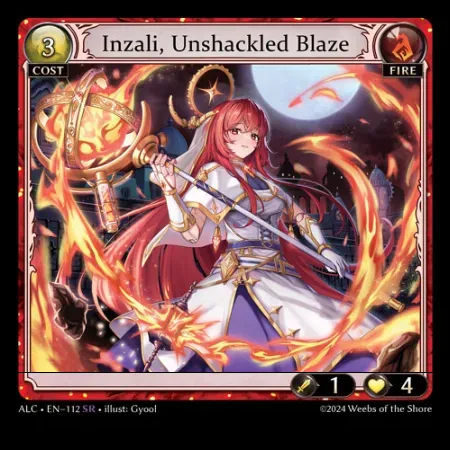 3
Inzali, Unshackled Blaze
COST
FIRE
1
4
ALC • EN–112 SR • illust: Gyool
©2024 Weebs of the Shore